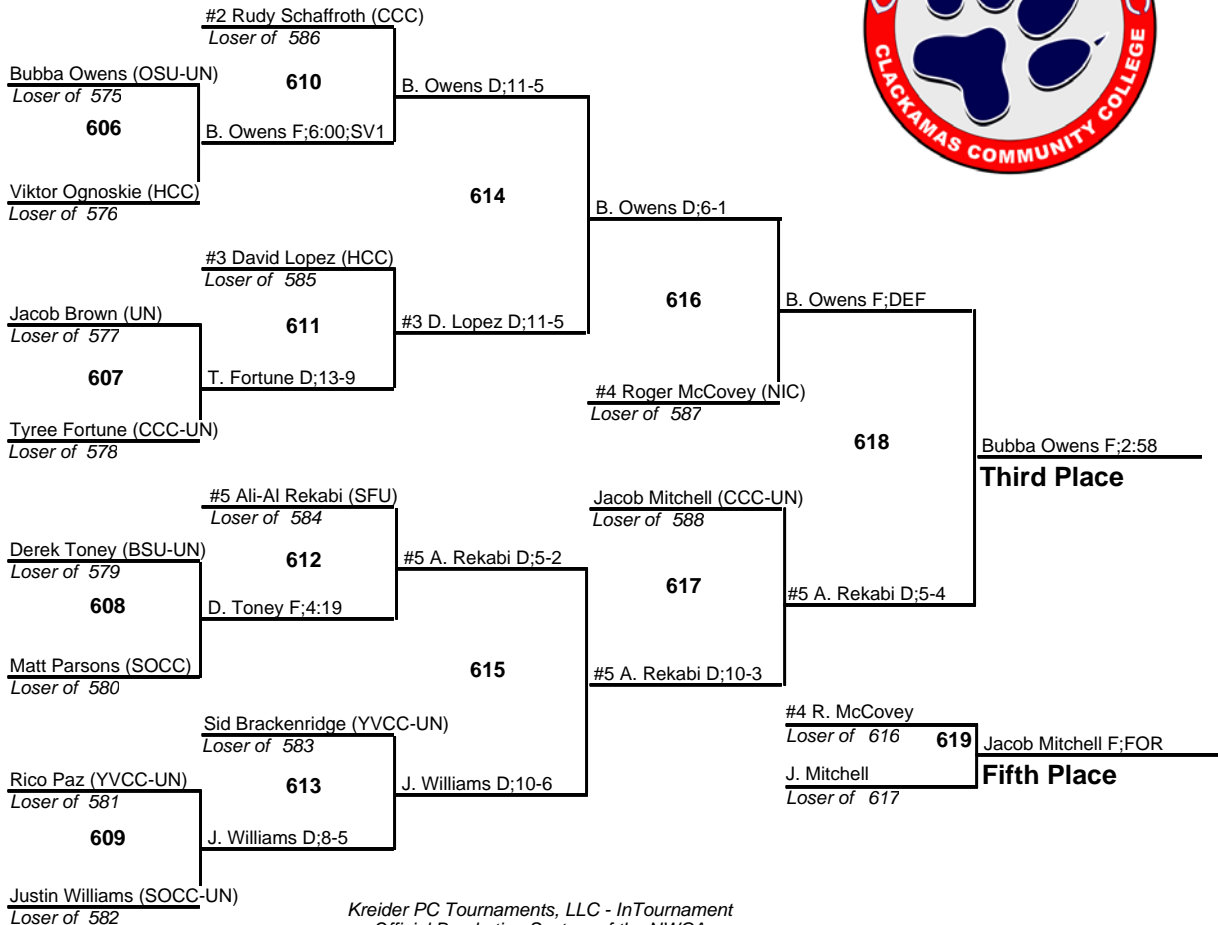 #2 Rudy Schaffroth (CCC)
Loser of 586
Bubba Owens (OSU-UN)
Loser of 575
610
B. Owens D;11-5
606
B. Owens F;6:00;SV1
Viktor Ognoskie (HCC)
Loser of 576
614
B. Owens D;6-1
#3 David Lopez (HCC)
Loser of 585
Jacob Brown (UN)
Loser of 577
611
#3 D. Lopez D;11-5
616
B. Owens F;DEF
607
T. Fortune D;13-9
#4 Roger McCovey (NIC)
Loser of 587
Tyree Fortune (CCC-UN)
Loser of 578
618
Bubba Owens F;2:58
Third Place
#5 Ali-Al Rekabi (SFU)
Loser of 584
Jacob Mitchell (CCC-UN)
Loser of 588
Derek Toney (BSU-UN)
Loser of 579
612
#5 A. Rekabi D;5-2
617
#5 A. Rekabi D;5-4
608
D. Toney F;4:19
Matt Parsons (SOCC)
Loser of 580
615
#5 A. Rekabi D;10-3
Sid Brackenridge (YVCC-UN)
Loser of 583
#4 R. McCovey
Loser of 616
619
Jacob Mitchell F;FOR
Fifth Place
J. Mitchell
Loser of 617
Rico Paz (YVCC-UN)
Loser of 581
613
J. Williams D;10-6
609
J. Williams D;8-5
Justin Williams (SOCC-UN)
Loser of 582
Kreider PC Tournaments, LLC - InTournament
CLACKAMAS COMMUNITY COLLEGE